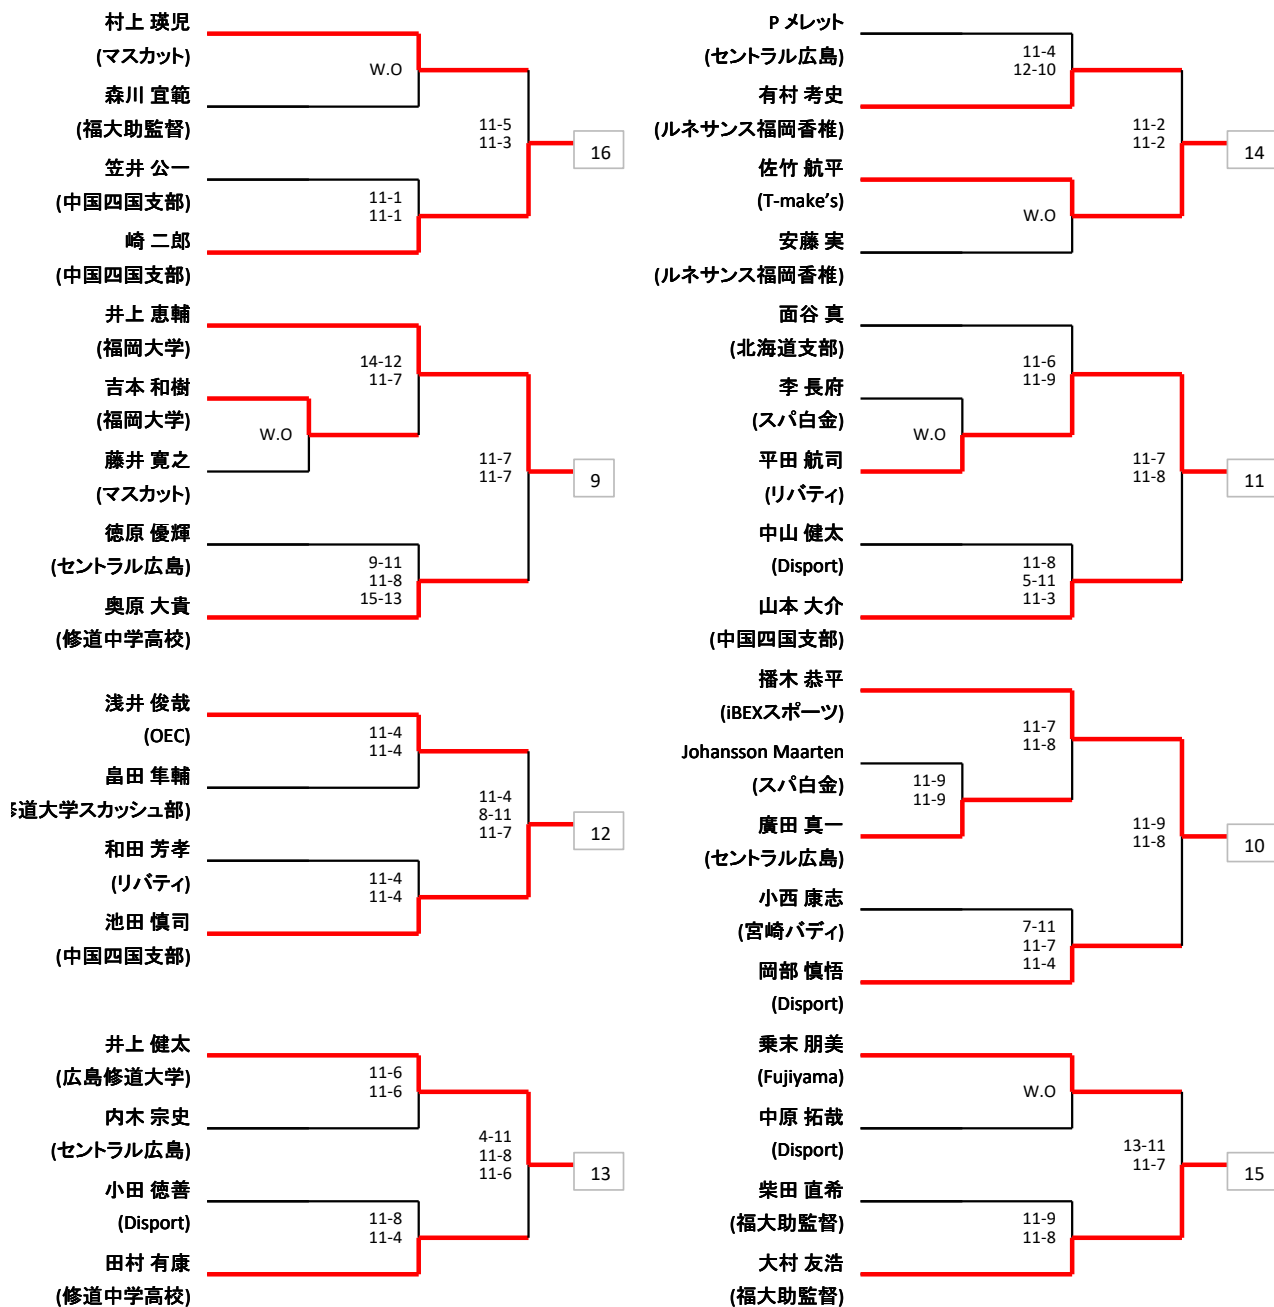 村上 瑛児
(マスカット)
W.O
森川 宜範
(福大助監督)
11-5
11-3
16
笠井 公一
(中国四国支部)
11-1
11-1
崎 二郎
(中国四国支部)
井上 恵輔
(福岡大学)
14-12
11-7
吉本 和樹
(福岡大学)
W.O
藤井 寛之
(マスカット)
11-7
11-7
9
徳原 優輝
(セントラル広島)
9-11
11-8
15-13
奥原 大貴
(修道中学高校)
浅井 俊哉
(OEC)
11-4
11-4
畠田 隼輔
修道大学スカッシュ部)
11-4
8-11
11-7
12
和田 芳孝
(リバティ)
11-4
11-4
池田 慎司
(中国四国支部)
井上 健太
(広島修道大学)
11-6
11-6
内木 宗史
(セントラル広島)
4-11
11-8
11-6
13
小田 徳善
(Disport)
11-8
11-4
田村 有康
(修道中学高校)
P メレット
(セントラル広島)
11-4
12-10
有村 考史
(ルネサンス福岡香椎)
11-2
11-2
14
佐竹 航平
(T-make's)
W.O
安藤 実
(ルネサンス福岡香椎)
面谷 真
(北海道支部)
11-6
11-9
李 長府
(スパ白金)
W.O
平田 航司
(リバティ)
11-7
11-8
11
中山 健太
(Disport)
11-8
5-11
11-3
山本 大介
(中国四国支部)
播木 恭平
(iBEXスポーツ)
11-7
11-8
Johansson Maarten
(スパ白金)
11-9
11-9
廣田 真一
(セントラル広島)
11-9
11-8
10
小西 康志
(宮崎バディ)
7-11
11-7
11-4
岡部 慎悟
(Disport)
乗末 朋美
(Fujiyama)
W.O
中原 拓哉
(Disport)
13-11
11-7
15
柴田 直希
(福大助監督)
11-9
11-8
大村 友浩
(福大助監督)